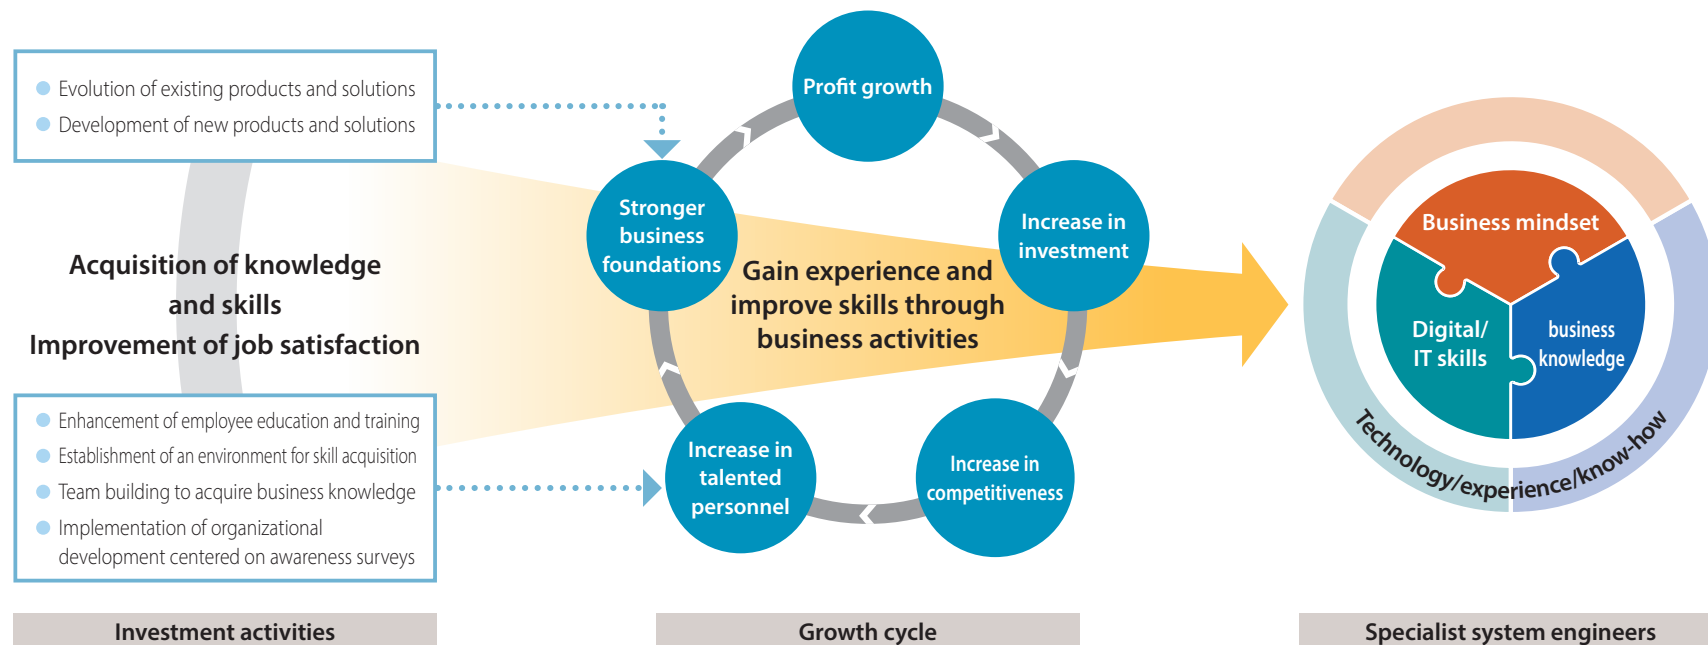 Evolution of existing products and solutions
Development of new products and solutions
Acquisition of knowledge
and skills
Improvement of job satisfaction
Enhancement of employee education and training
Establishment of an environment for skill acquisition
Team building to acquire business knowledge
Implementation of organizational
development centered on awareness surveys
Investment activities
Profit growth
Stronger
business
foundations
Increase in
investment
Gain experience and
improve skills through
business activities
Increase in
talented
personnel
Increase in
competitiveness
Growth cycle
Business mindset
Digital/
IT skills
business
knowledge
Technology/experience/know-how
Specialist system engineers